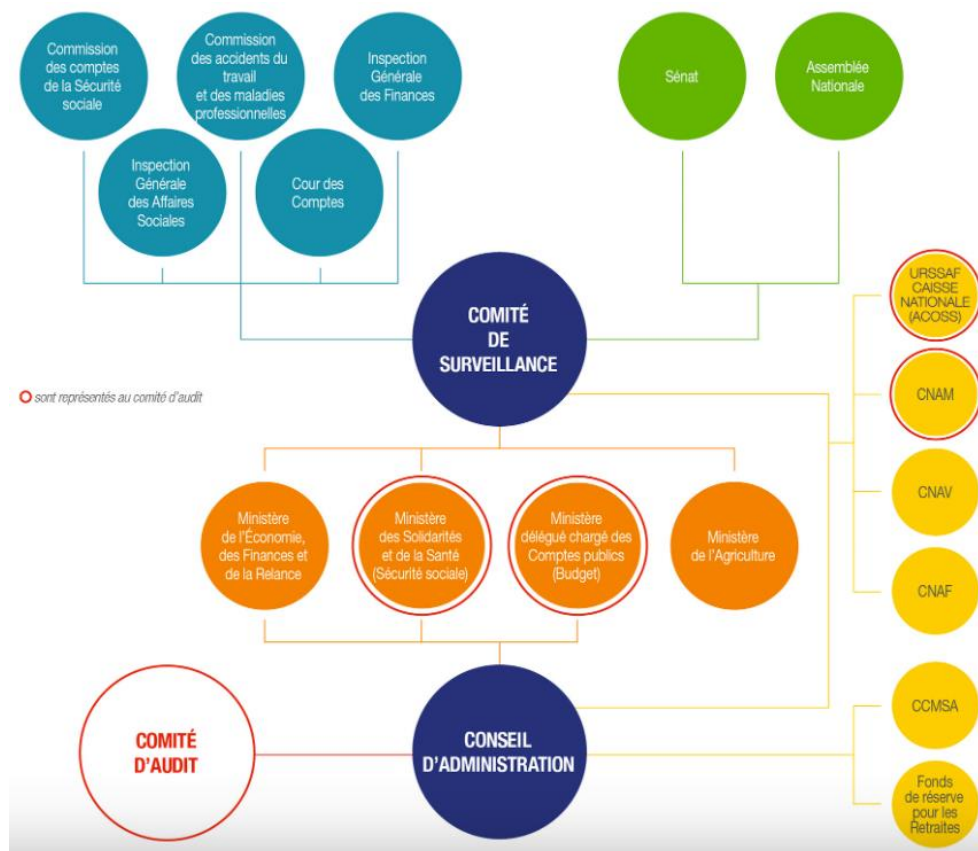 Commission
des comptes
de la Sécurité
sociale
Commission
des accidents du
travail
et des maladies
professionnelles
Inspection
Générale
des Finances
Inspection
Générale
des Affaires
Sociales
Cour des
Comptes
Sénat
Assemblée
Nationale
COMITÉ
DE
SURVEILLANCE
URSSAF
CAISSE
NATIONALE
(ACOSS)
CNAM
CNAV
CNAF
sont représentés au comité d'audit
Ministère
de l'Économie,
des Finances et
de la Relance
Ministère
des Solidarités
et de la Santé
(Sécurité sociale)
Ministère
délégué chargé des
Comptes publics
(Budget)
Ministère
de l'Agriculture
COMITÉ
D'AUDIT
CONSEIL
D'ADMINISTRATION
CCMSA
Fonds
de réserve
pour les
Retraites